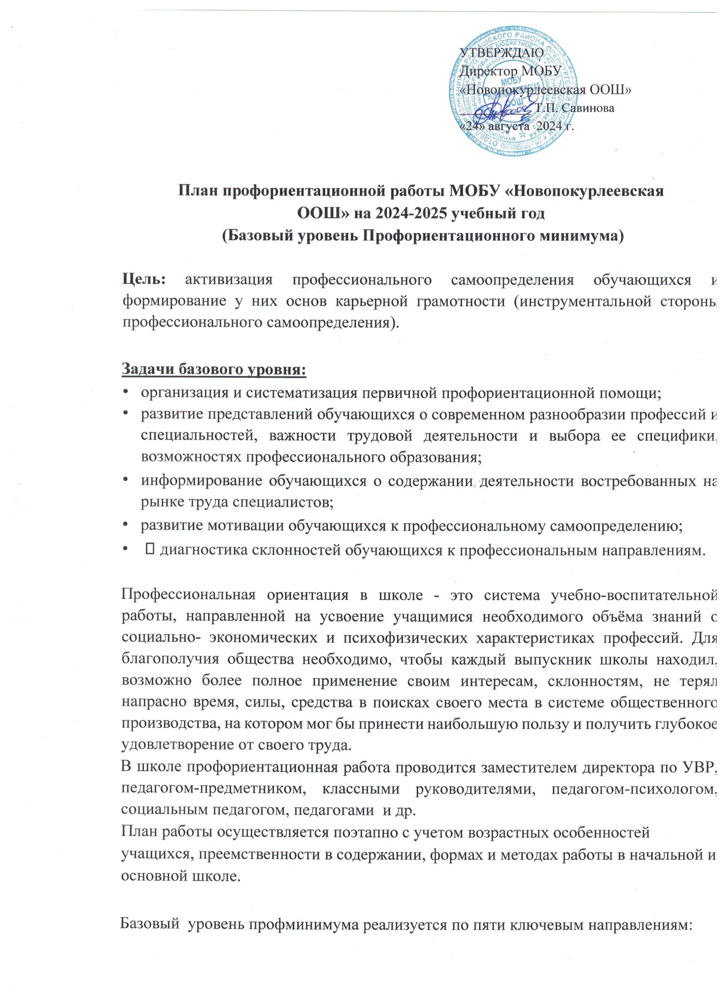 УТВЕРЖДАЮ
Директор МОБУ
«Новопокурлеевская ООШ»
Т.П. Савинова
«24» августа 2024 г.
МОБУ
"НОВОПОКУРЛЕЕВСКАЯ
ООШ"
План профориентационной работы МОБУ «Новопокурлеевская
ООШ» на 2024-2025 учебный год
(Базовый уровень Профориентационного минимума)
Цель: активизация профессионального самоопределения обучающихся и
формирование у них основ карьерной грамотности (инструментальной стороны
профессионального самоопределения).
Задачи базового уровня:
• организация и систематизация первичной профориентационной помощи;
• развитие представлений обучающихся о современном разнообразии профессий и
специальностей, важности трудовой деятельности и выбора ее специфики,
возможностях профессионального образования;
• информирование обучающихся о содержании деятельности востребованных на
рынке труда специалистов;
• развитие мотивации обучающихся к профессиональному самоопределению;
• диагностика склонностей обучающихся к профессиональным направлениям.
Профессиональная ориентация в школе - это система учебно-воспитательной
работы, направленной на усвоение учащимися необходимого объёма знаний о
социально- экономических и психофизических характеристиках профессий. Для
благополучия общества необходимо, чтобы каждый выпускник школы находил,
возможно более полное применение своим интересам, склонностям, не терял
напрасно время, силы, средства в поисках своего места в системе общественного
производства, на котором мог бы принести наибольшую пользу и получить глубокое
удовлетворение от своего труда.
В школе профориентационная работа проводится заместителем директора по УВР,
педагогом-предметником, классными руководителями, педагогом-психологом,
социальным педагогом, педагогами и др.
План работы осуществляется поэтапно с учетом возрастных особенностей
учащихся, преемственности в содержании, формах и методах работы в начальной и
основной школе.
Базовый уровень профминимума реализуется по пяти ключевым направлениям: